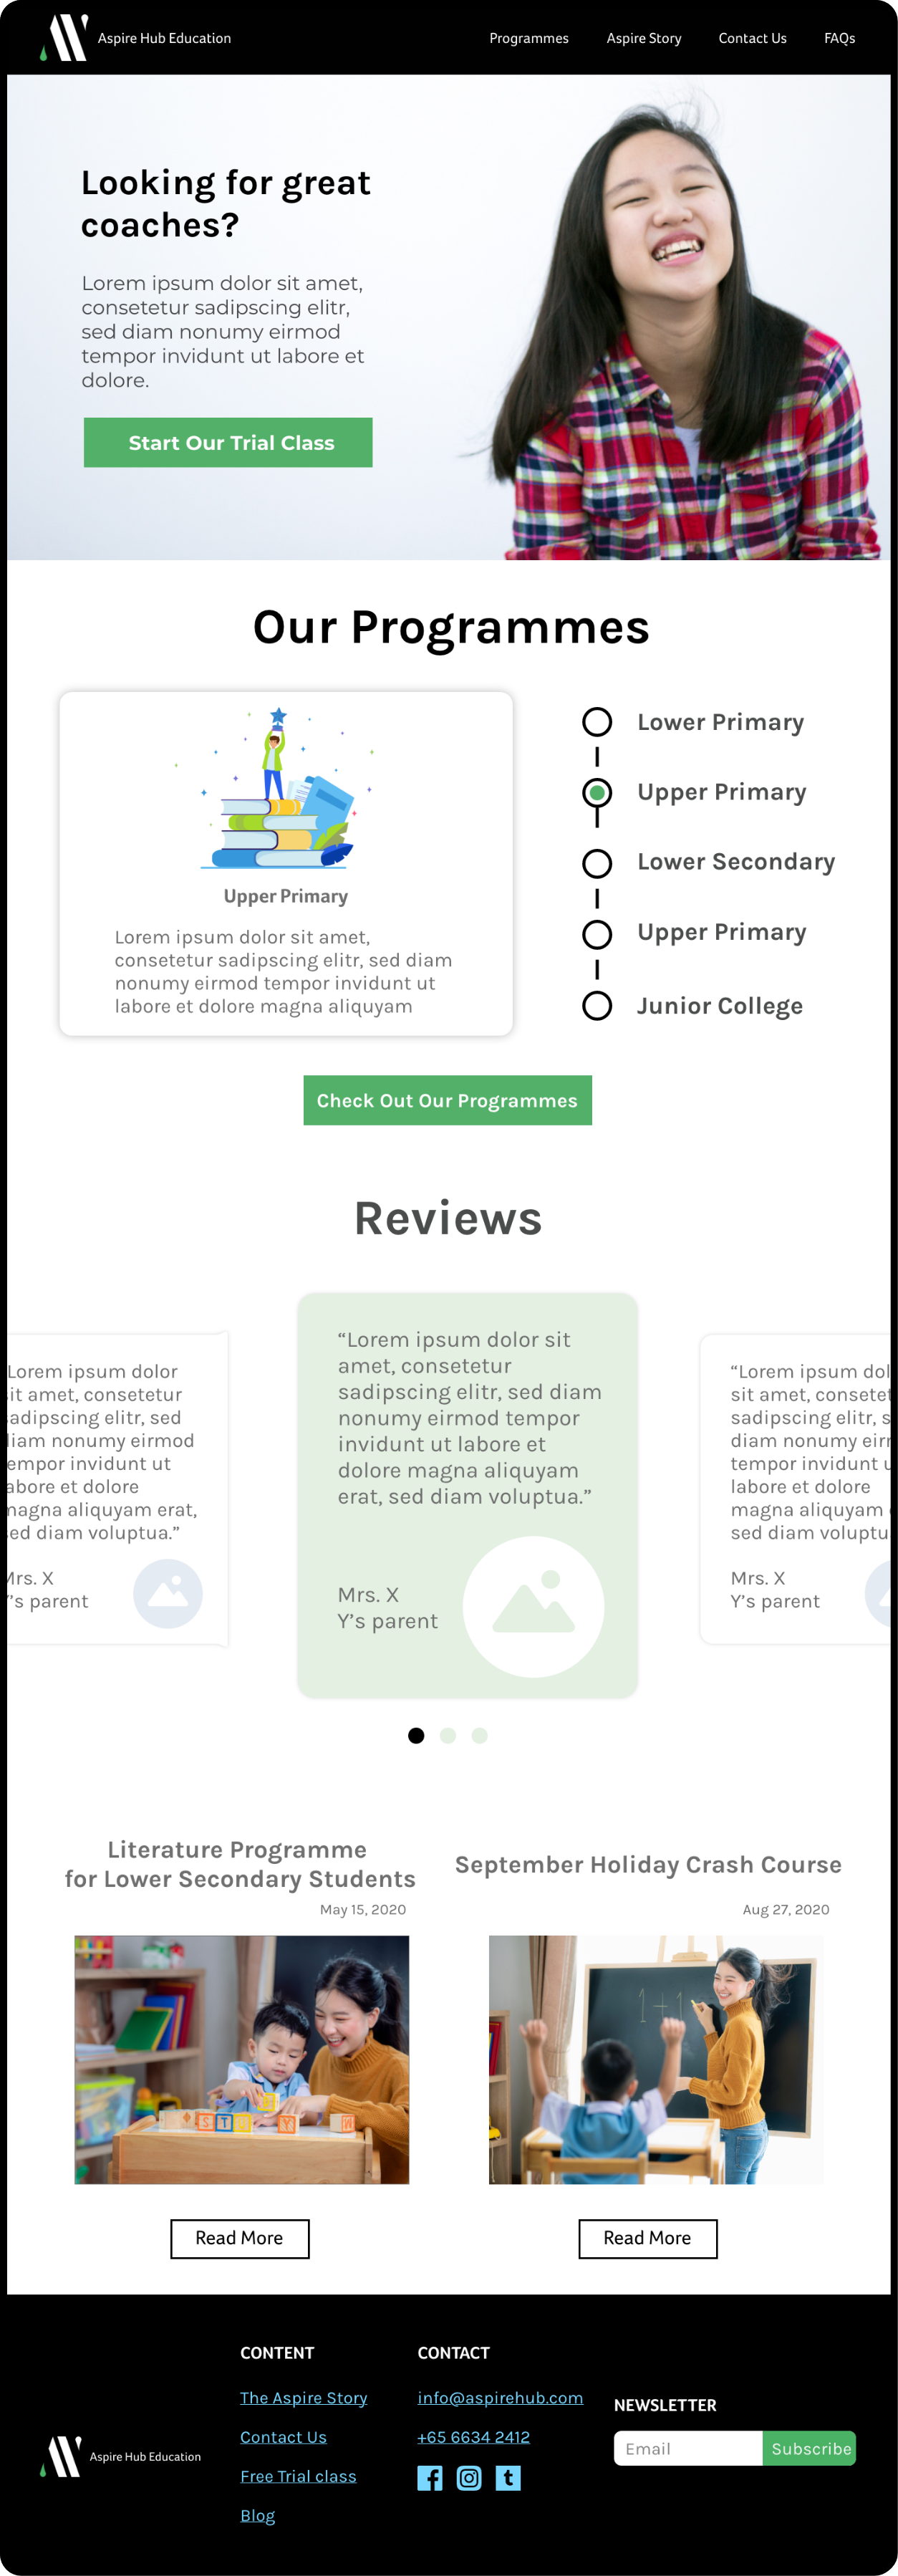 Aspire Hub Education
Programmes
Aspire Story
Contact Us
FAQs
Looking for great
coaches?
Lorem ipsum dolor sit amet,
consetetur sadipscing elitr,
sed diam nonumy eirmod
tempor invidunt ut labore et
dolore.
Start Our Trial Class
Our Programmes
Upper Primary
Lorem ipsum dolor sit amet,
consetetur sadipscing elitr, sed diam
nonumy eirmod tempor invidunt ut
labore et dolore magna aliquyam
Lower Primary
Upper Primary
Lower Secondary
Upper Primary
Junior College
Check Out Our Programmes
Reviews
Lorem ipsum dolor
it amet, consetetur
adipscing elitr, sed
iam nonumy eirmod
empor invidunt ut
abore et dolore
magna aliquyam erat,
sed diam voluptua.”
Mrs. X
Y’s parent
“Lorem ipsum dolor sit
amet, consetetur
sadipscing elitr, sed diam
nonumy eirmod tempor
invidunt ut labore et
dolore magna aliquyam
erat, sed diam voluptua.”
Mrs. X
Y’s parent
“Lorem ipsum dol
sit amet, consetet
sadipscing elitr, s
diam nonumy eir
tempor invidunt u
labore et dolore
magna aliquyam
sed diam voluptu
Mrs. X
Y’s parent
Literature Programme
for Lower Secondary Students
May 15, 2020
September Holiday Crash Course
Aug 27, 2020
1+1
Read More
Read More
Aspire Hub Education
CONTENT
The Aspire Story
Contact Us
Free Trial class
Blog
CONTACT
info@aspirehub.com
+65 6634 2412
NEWSLETTER
Email
Subscribe